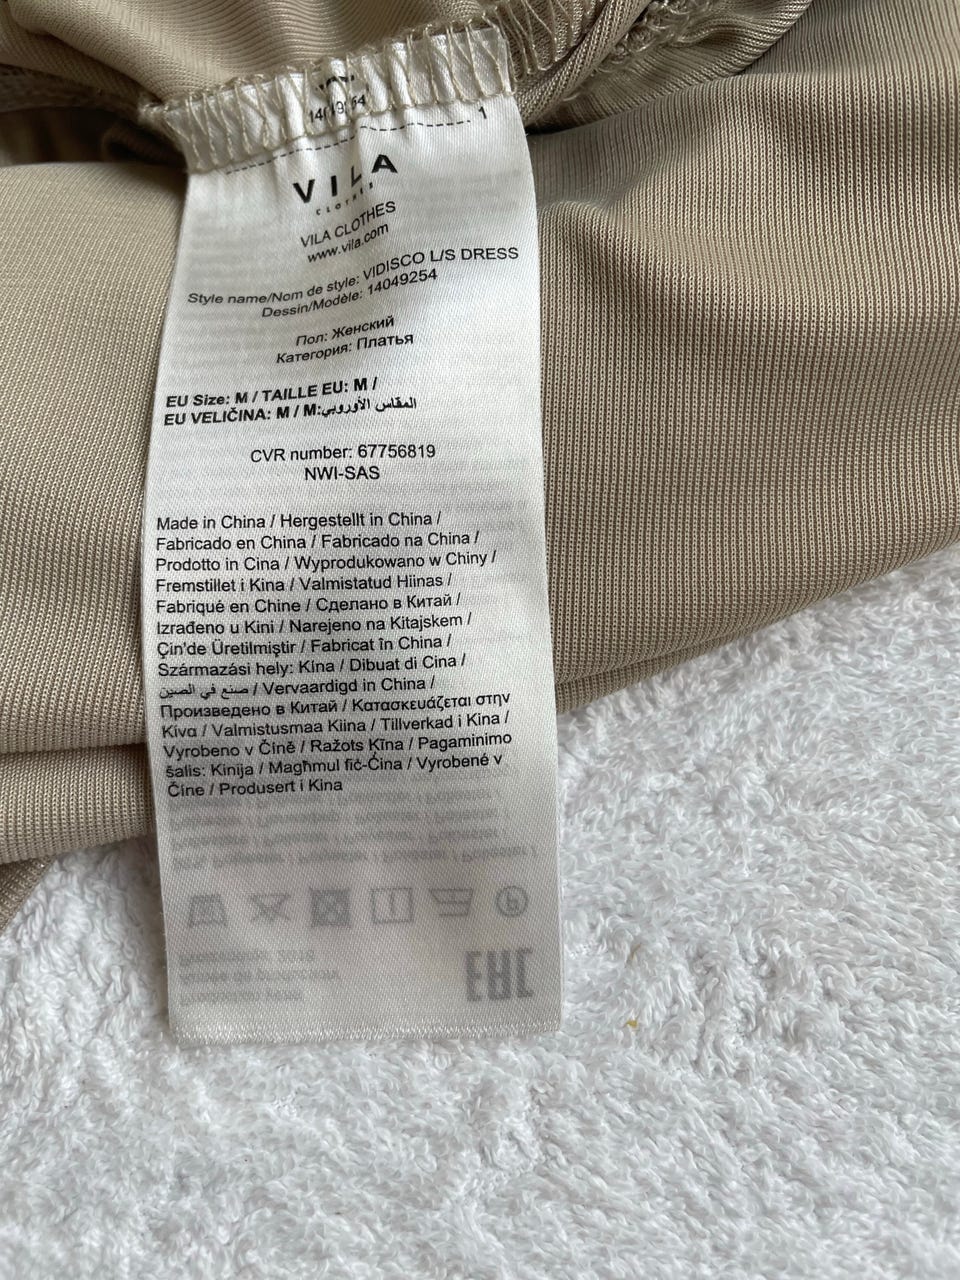 1
VILA
CLOTHES
VILA CLOTHES
www.vila.com
Style name/Nom de style: VIDISCO L/S DRESS
Dessin/Modèle: 14049254
Пол: Женский
Категория: Платья
EU Size: M / TAILLE EU: M /
EU VELIČINA: M / M:المقاس الأوروبي
CVR number: 67756819
NWI-SAS
Made in China / Hergestellt in China /
Fabricado en China / Fabricado na China /
Prodotto in Cina / Wyprodukowano w Chiny /
Fremstillet i Kina / Valmistatud Hiinas /
Fabriqué en Chine / Сделано в Китай /
Izrađeno u Kini / Narejeno na Kitajskem /
Çin'de Üretilmiştir / Fabricat în China /
Származási hely: Kína / Dibuat di Cina /
صنع في الصين / Vervaardigd in China /
Произведено в Китай / Κατασκευάζεται στην
Κίνα / Valmistusmaa Kiina / Tillverkad i Kina /
Vyrobeno v Číně / Ražots Ķīna / Pagaminimo
šalis: Kinija / Magħmul fiċ-Ċina / Vyrobené v
Číne / Produsert i Kina